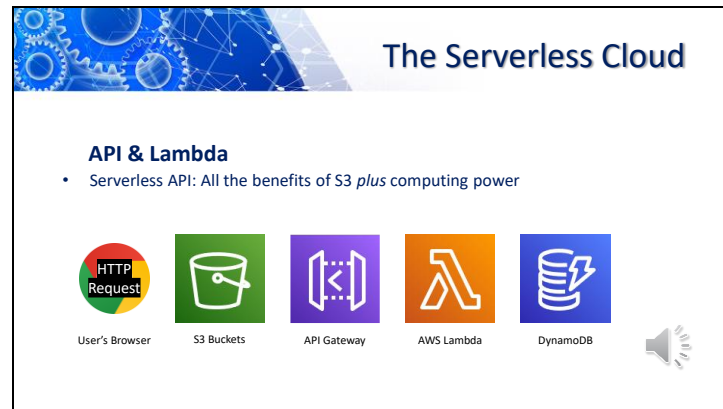 The Serverless Cloud
API & Lambda
• Serverless API: All the benefits of S3 plus computing power
HTTP
Request
User's Browser
S3 Buckets
API Gateway
AWS Lambda
DynamoDB